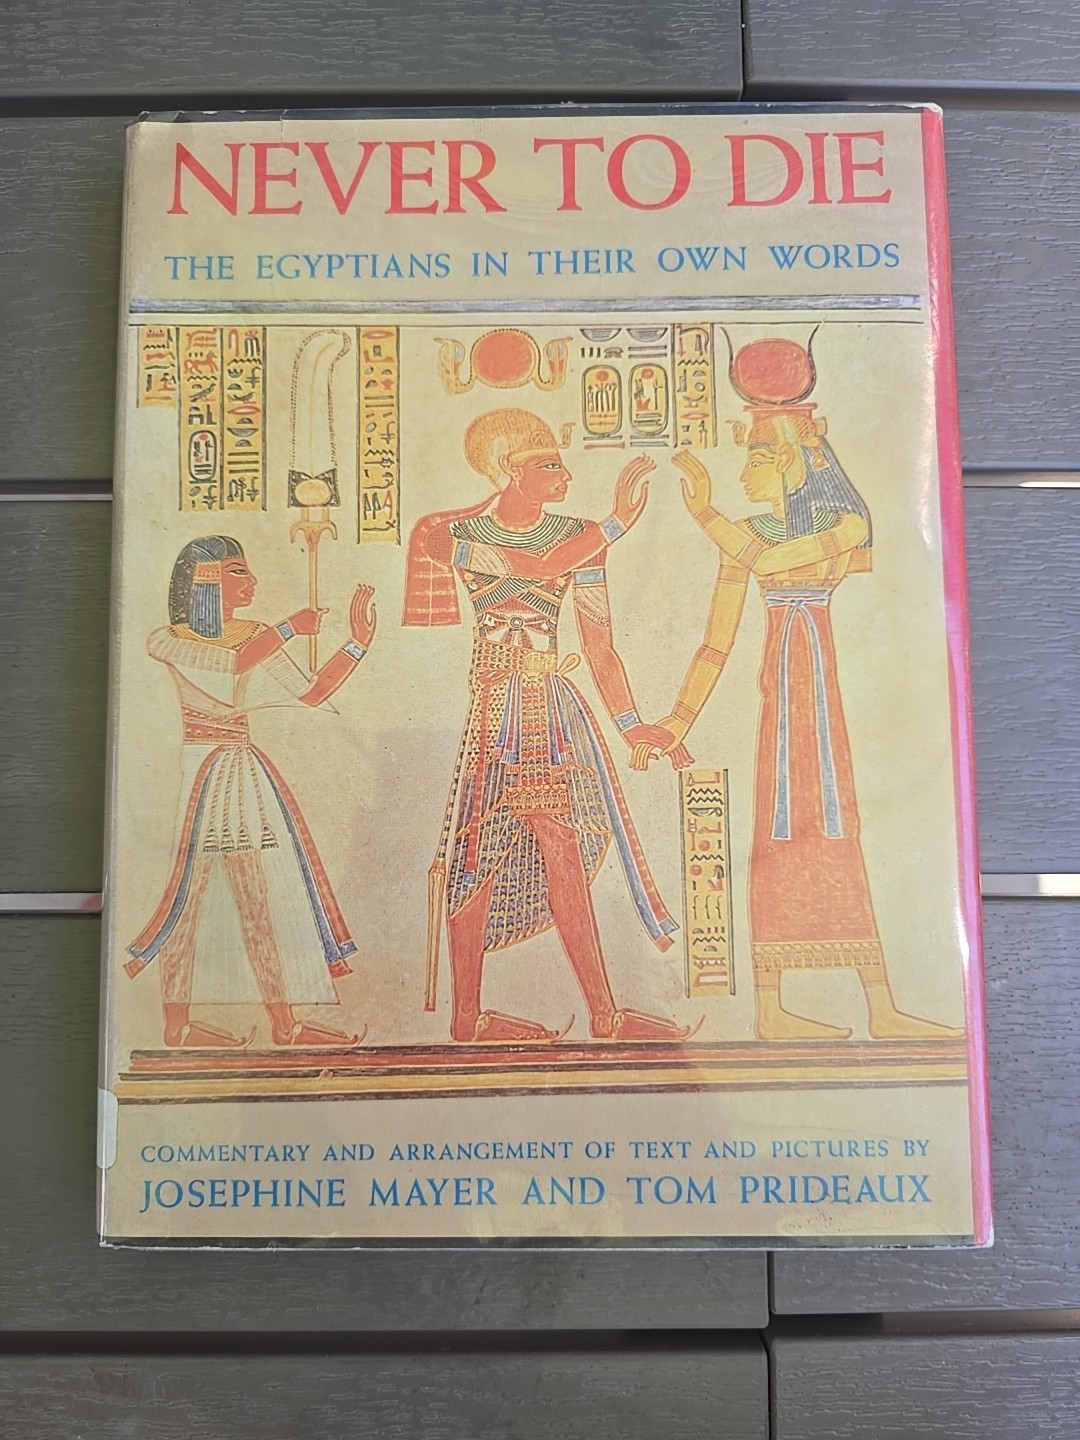 NEVER TO DIE
THE EGYPTIANS IN THEIR OWN WORDS
COMMENTARY AND ARRANGEMENT OF TEXT AND PICTURES BY
JOSEPHINE MAYER AND TOM PRIDEAUX